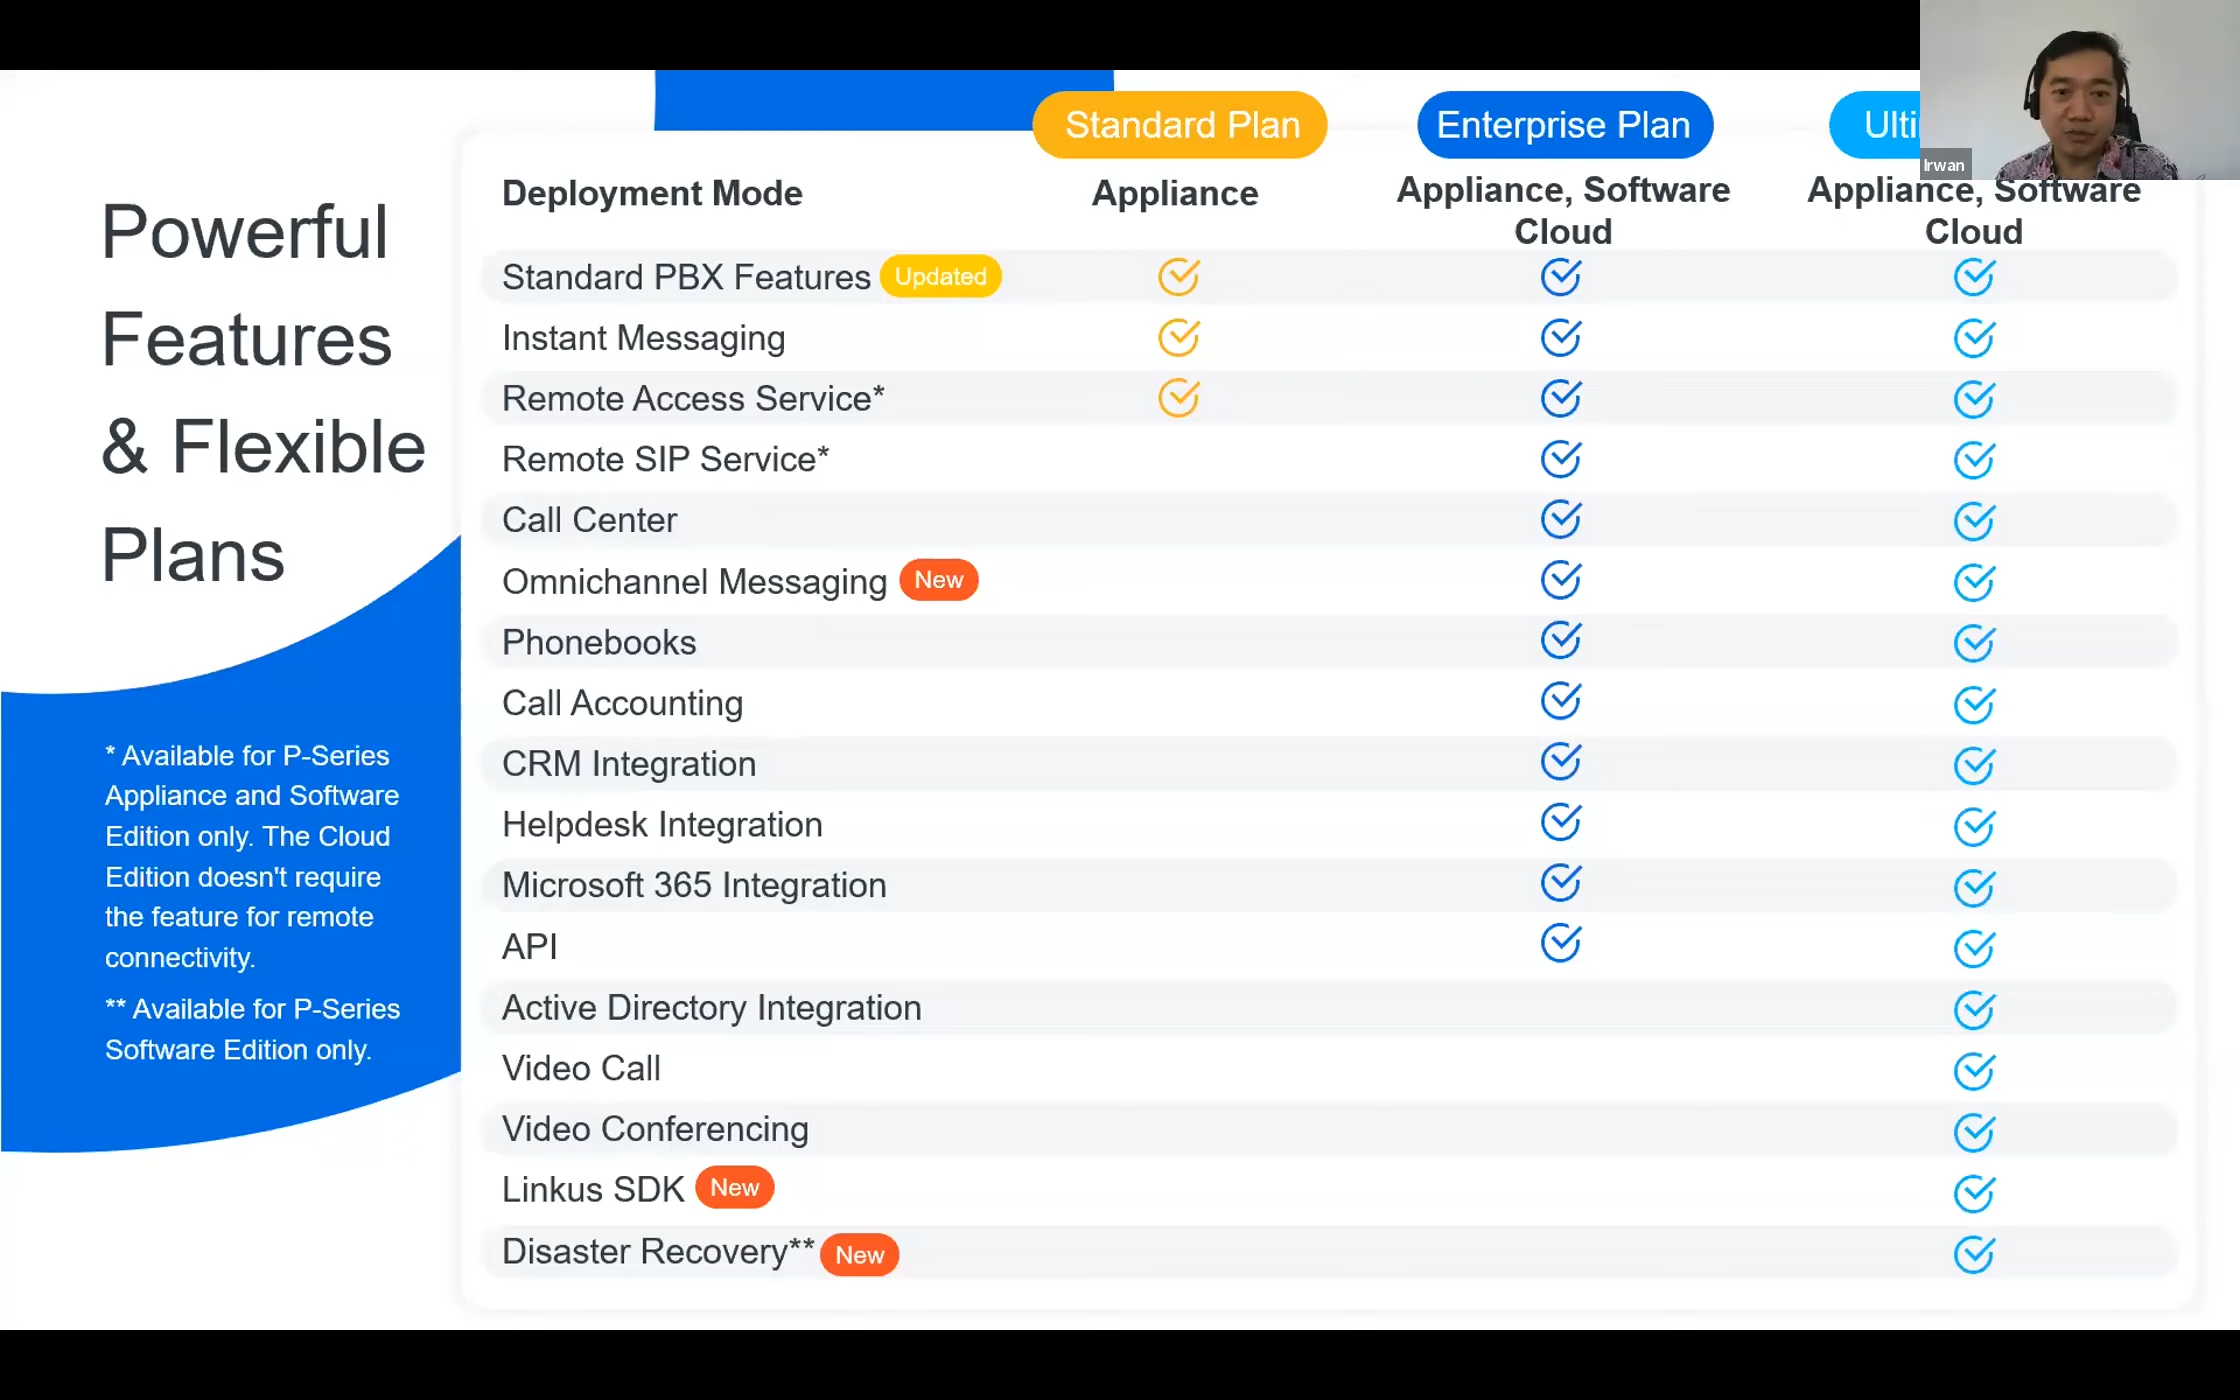 Powerful
Features
& Flexible
Plans
* Available for P-Series
Appliance and Software
Edition only. The Cloud
Edition doesn't require
the feature for remote
connectivity.
** Available for P-Series
Software Edition only.
Standard Plan Enterprise Plan
Irwan
Deployment Mode Appliance Appliance, Software Cloud Appliance, Software Cloud
Standard PBX Features Updated
Instant Messaging
Remote Access Service*
Remote SIP Service*
Call Center
Omnichannel Messaging New
Phonebooks
Call Accounting
CRM Integration
Helpdesk Integration
Microsoft 365 Integration
API
Active Directory Integration
Video Call
Video Conferencing
Linkus SDK New
Disaster Recovery** New